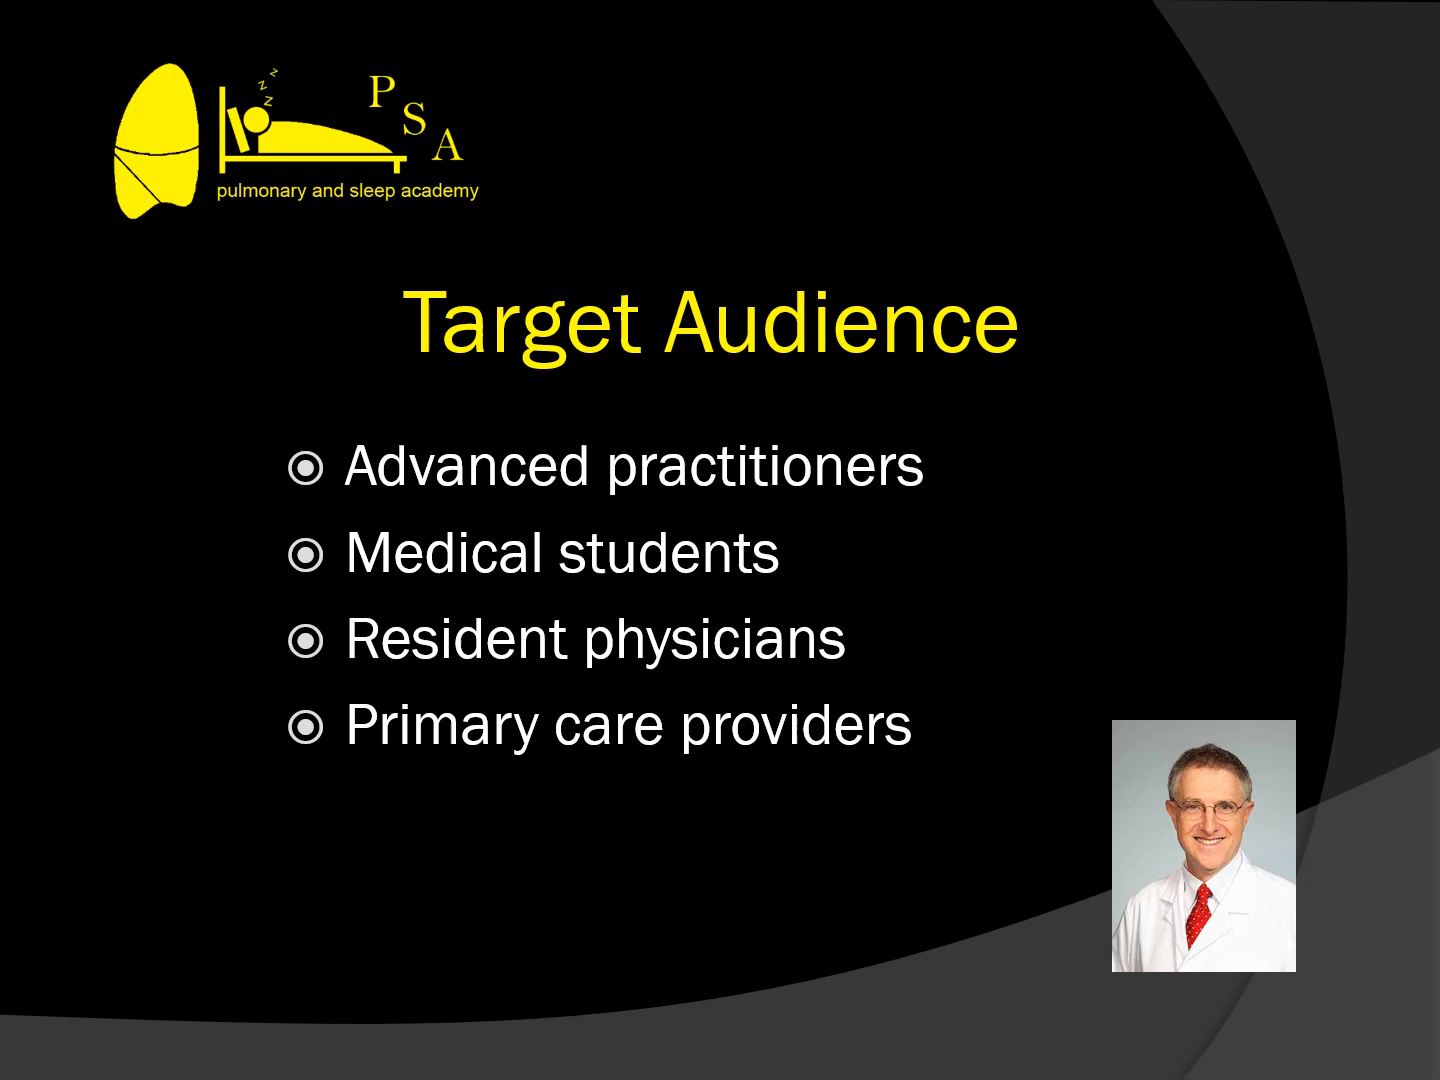 z
z
z
P
S
A
pulmonary and sleep academy
Target Audience
Advanced practitioners
Medical students
Resident physicians
Primary care providers